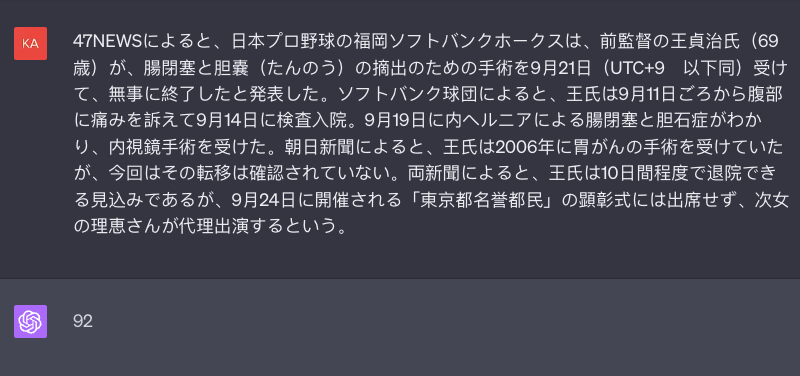 KA
47NEWSによると、日本プロ野球の福岡ソフトバンクホークスは、前監督の王貞治氏（69
歳）が、腸閉塞と胆嚢（たんのう）の摘出のための手術を9月21日（UTC+9　以下同）受け
て、無事に終了したと発表した。ソフトバンク球団によると、王氏は9月11日ごろから腹部
に痛みを訴えて9月14日に検査入院。9月19日に内ヘルニアによる腸閉塞と胆石症がわか
り、内視鏡手術を受けた。朝日新聞によると、王氏は2006年に胃がんの手術を受けていた
が、今回はその転移は確認されていない。両新聞によると、王氏は10日間程度で退院でき
る見込みであるが、9月24日に開催される「東京都名誉都民」の顕彰式には出席せず、次女
の理恵さんが代理出演するという。
92